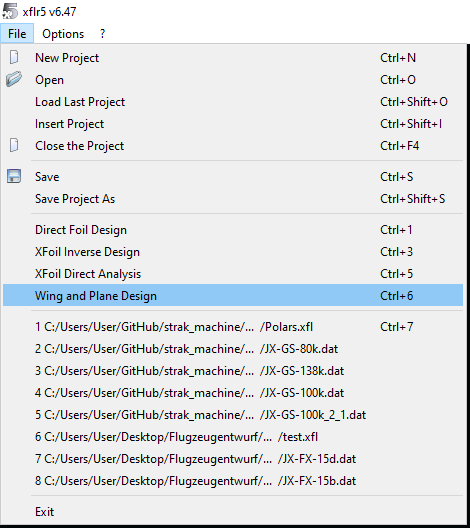 xflr5 v6.47
File Options ?
New Project Ctrl+N
Open Ctrl+O
Load Last Project Ctrl+Shift+O
Insert Project Ctrl+Shift+I
Close the Project Ctrl+F4
Save Ctrl+S
Save Project As Ctrl+Shift+S
Direct Foil Design Ctrl+1
XFoil Inverse Design Ctrl+3
XFoil Direct Analysis Ctrl+5
Wing and Plane Design Ctrl+6
1 C:/Users/User/GitHub/strak_machine/... /Polars.xfl Ctrl+7
2 C:/Users/User/GitHub/strak_machine/... /JX-GS-80k.dat
3 C:/Users/User/GitHub/strak_machine/... /JX-GS-138k.dat
4 C:/Users/User/GitHub/strak_machine/... /JX-GS-100k.dat
5 C:/Users/User/GitHub/strak_machine/... /JX-GS-100k_2_1.dat
6 C:/Users/User/Desktop/Flugzeugentwurf/... /test.xfl
7 C:/Users/User/Desktop/Flugzeugentwurf/... /JX-FX-15d.dat
8 C:/Users/User/Desktop/Flugzeugentwurf/... /JX-FX-15b.dat
Exit